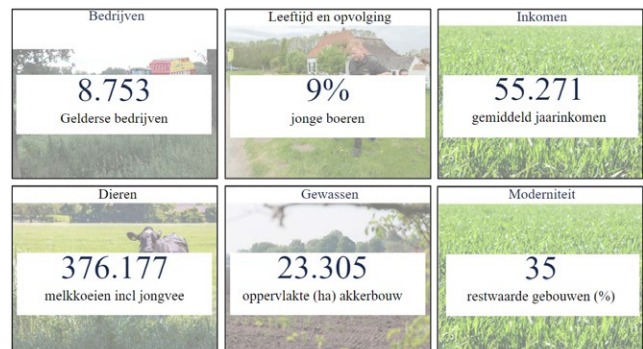 Bedrijven
8.753
Gelderse bedrijven
Leeftijd en opvolging
9%
jonge boeren
Inkomen
55.271
gemiddeld jaarinkomen
Dieren
376.177
melkkoeien incl jongvee
Gewassen
23.305
oppervlakte (ha) akkerbouw
Moderniteit
35
restwaarde gebouwen (%)